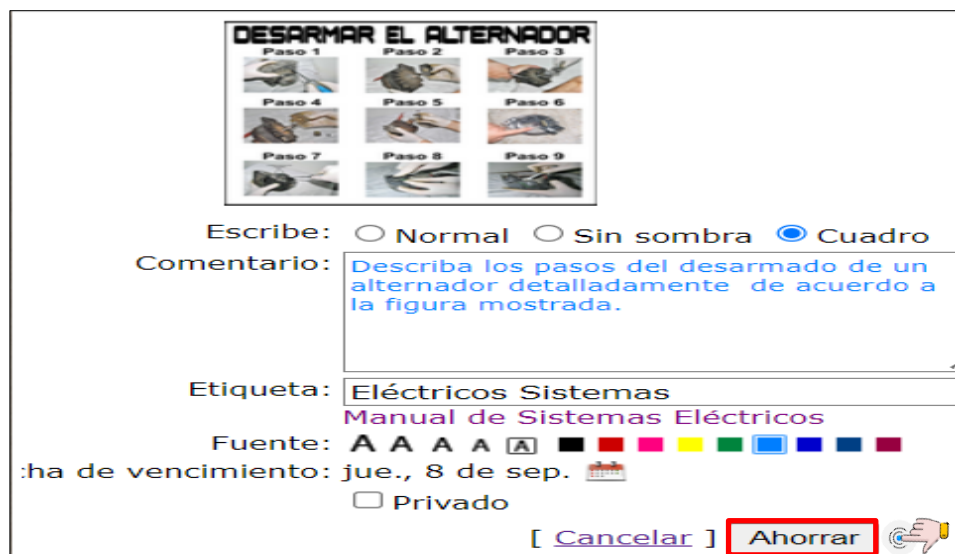 DESARMAR EL ALTERNADOR
Paso 1 Paso 2 Paso 3
Paso 4 Paso 5 Paso 6
Paso 7 Paso 8 Paso 9
Escribe: Normal Sin sombra Cuadro
Comentario: Describa los pasos del desarmado de un
alternador detalladamente de acuerdo a
la figura mostrada.
Etiqueta: Eléctricos Sistemas
Manual de Sistemas Eléctricos
Fuente: A A A A A
:ha de vencimiento: jue., 8 de sep.
Privado
[ Cancelar ] Ahorrar